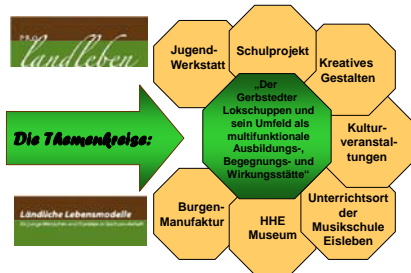 PRO
landleben
Die Themenkreise:
Ländliche Lebensmodelle
Jugend-
Werkstatt
Schulprojekt
Kreatives
Gestalten
Kultur-
veranstal-
tungen
Unterrichtsort
der
Musikschule
Eisleben
HHE
Museum
Burgen-
Manufaktur
„Der
Gerbstedter
Lokschuppen und
sein Umfeld als
multifunktionale
Ausbildungs-,
Begegnungs- und
Wirkungsstätte“